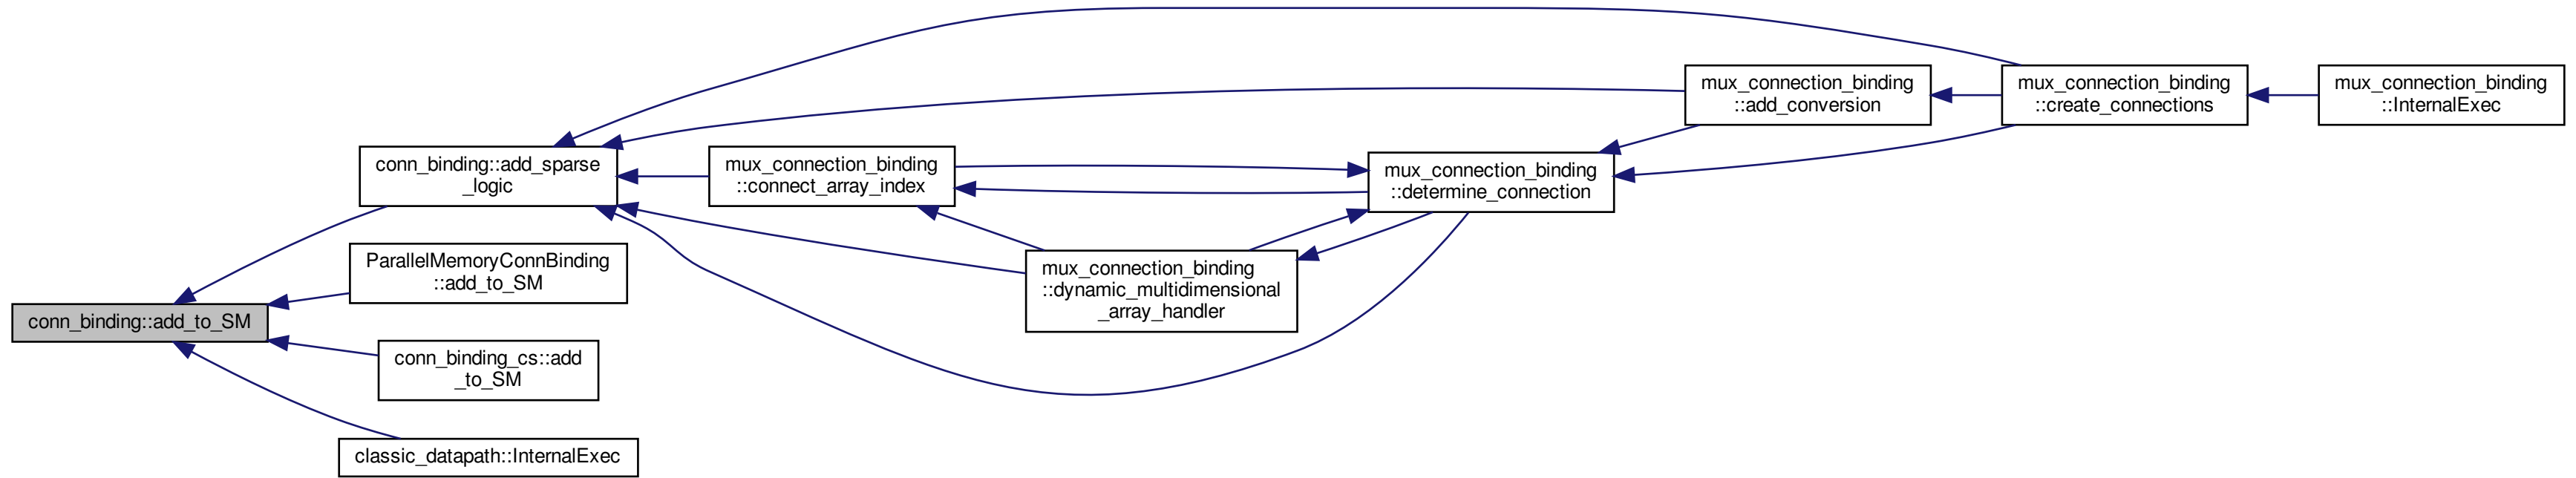 conn_binding::add_to_SM
conn_binding::add_sparse
_logic
ParallelMemoryConnBinding
::add_to_SM
conn_binding_cs::add
_to_SM
classic_datapath::InternalExec
mux_connection_binding
::connect_array_index
mux_connection_binding
::dynamic_multidimensional
_array_handler
mux_connection_binding
::determine_connection
mux_connection_binding
::add_conversion
mux_connection_binding
::create_connections
mux_connection_binding
::InternalExec